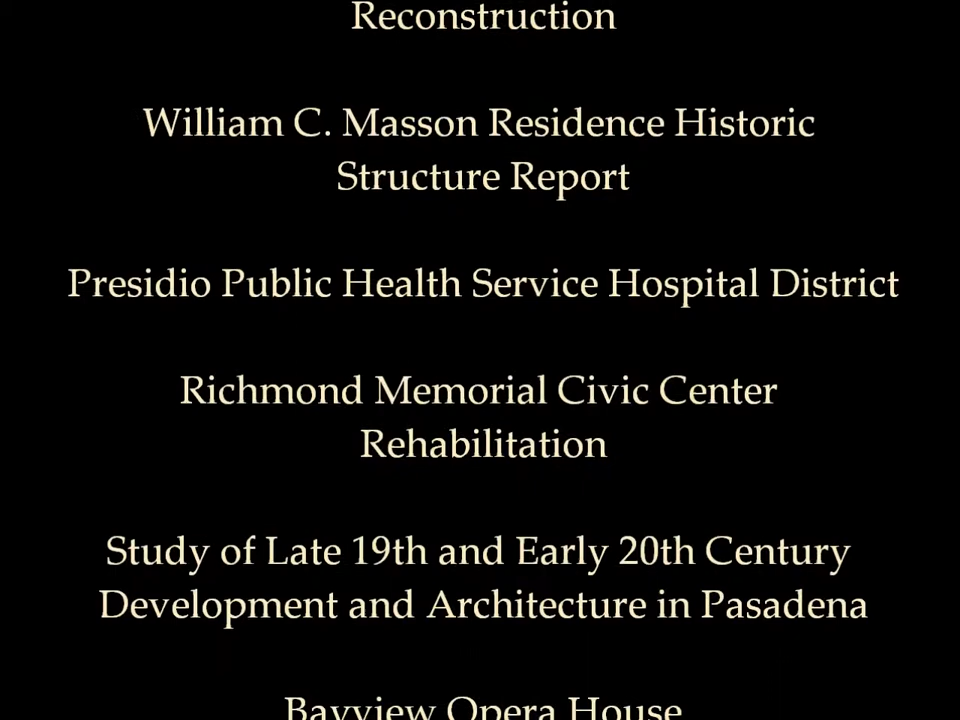 Reconstruction
William C. Masson Residence Historic
Structure Report
Presidio Public Health Service Hospital District
Richmond Memorial Civic Center
Rehabilitation
Study of Late 19th and Early 20th Century
Development and Architecture in Pasadena
Bayview Opera House